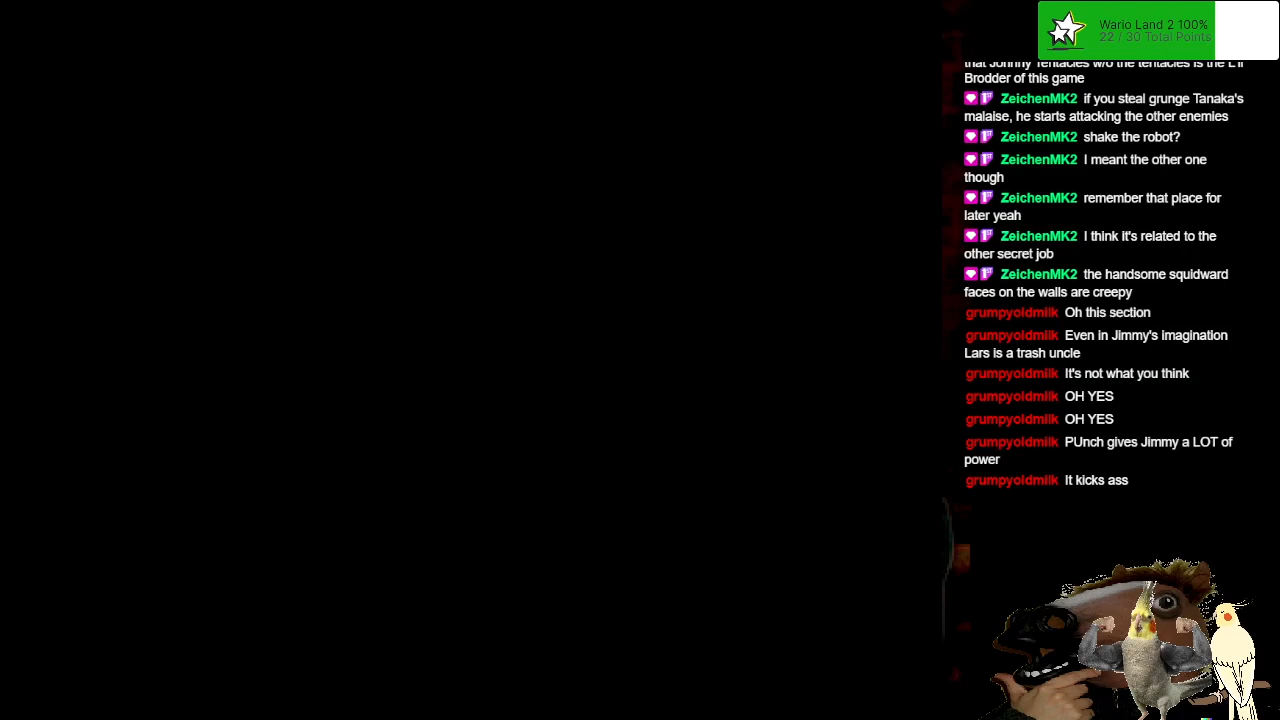 Wario Land 2 100%
22 / 30 Total Points
that Johnny Tentacles w/o the tentacles is the L'il
Brodder of this game
ZeichenMK2 if you steal grunge Tanaka's
malaise, he starts attacking the other enemies
ZeichenMK2 shake the robot?
ZeichenMK2 I meant the other one
though
ZeichenMK2 remember that place for
later yeah
ZeichenMK2 I think it's related to the
other secret job
ZeichenMK2 the handsome squidward
faces on the walls are creepy
grumpyoldmilk Oh this section
grumpyoldmilk Even in Jimmy's imagination
Lars is a trash uncle
grumpyoldmilk It's not what you think
grumpyoldmilk OH YES
grumpyoldmilk OH YES
grumpyoldmilk PUnch gives Jimmy a LOT of
power
grumpyoldmilk It kicks ass